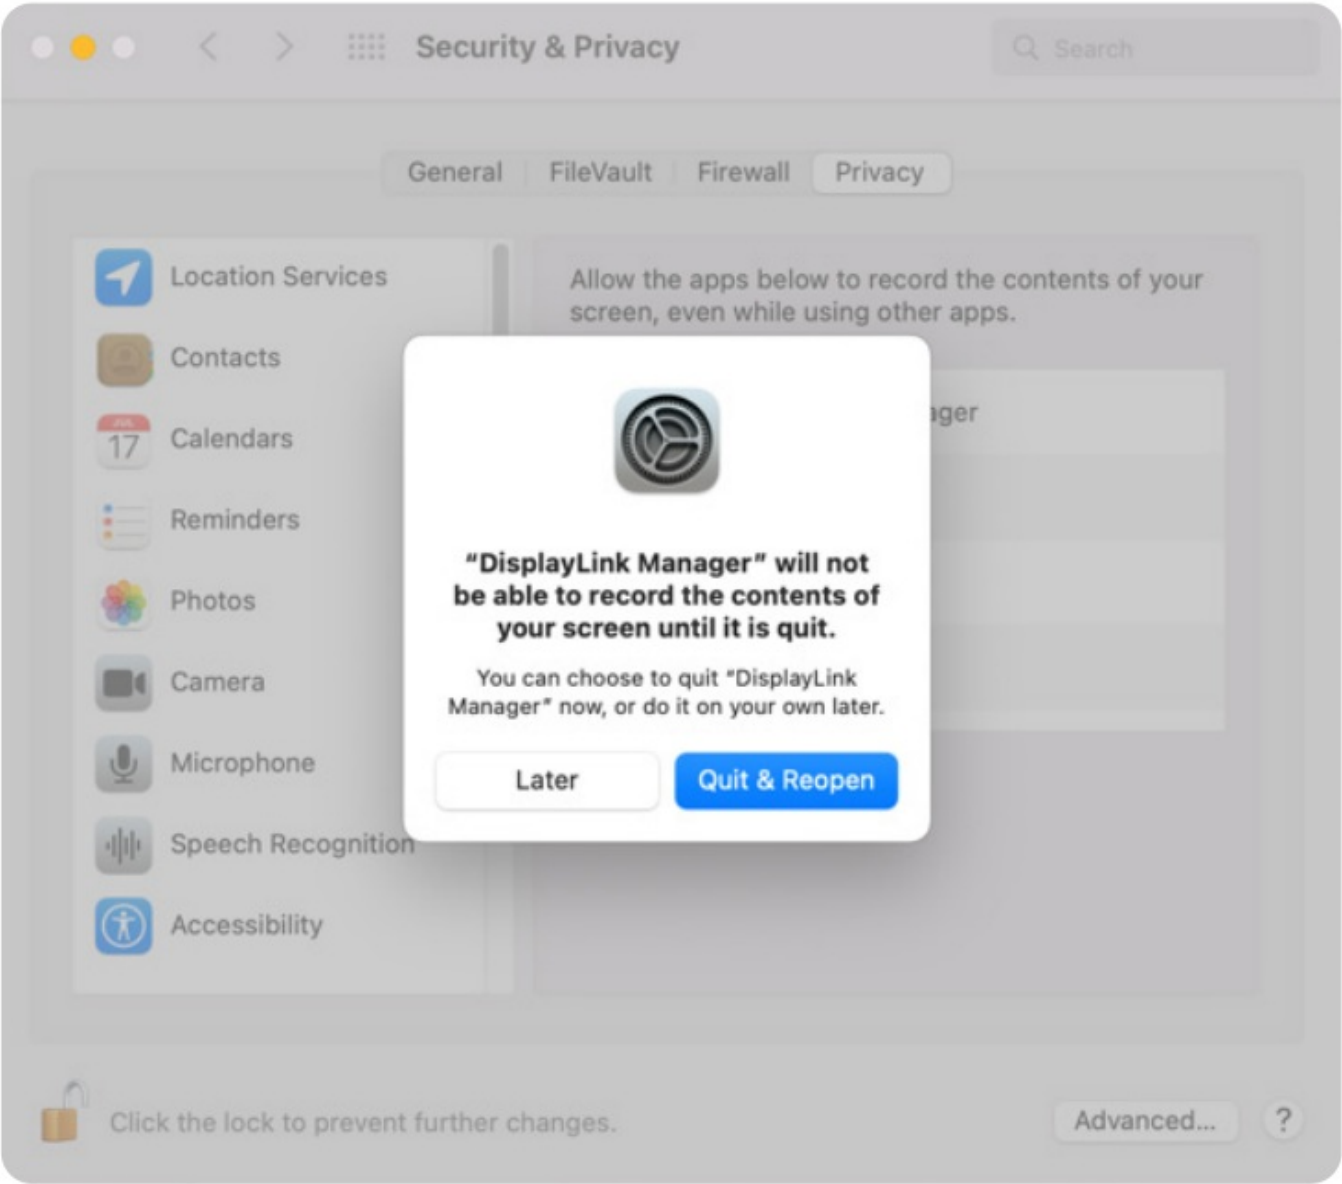 Security & Privacy
Search
General
FileVault
Firewall
Privacy
Location Services
Contacts
JUL
17
Calendars
Reminders
Photos
Camera
Microphone
Speech Recognition
Accessibility
Allow the apps below to record the contents of your
screen, even while using other apps.
ager
“DisplayLink Manager” will not
be able to record the contents of
your screen until it is quit.
You can choose to quit “DisplayLink
Manager” now, or do it on your own later.
Later
Quit & Reopen
Click the lock to prevent further changes.
Advanced...
?